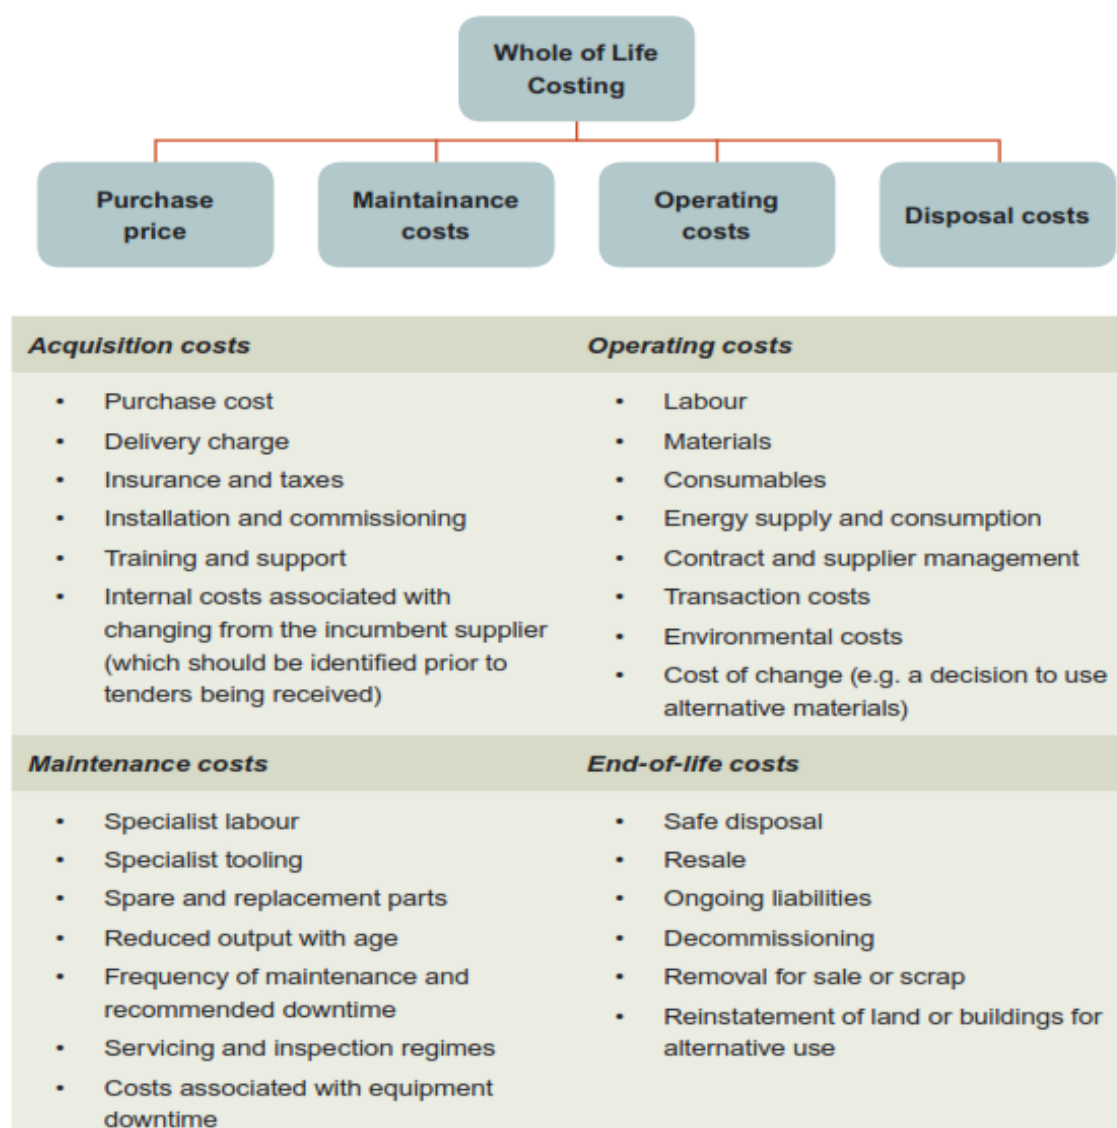 Whole of Life
Costing
Purchase
price
Maintainance
costs
Operating
costs
Disposal costs
Acquisition costs
• Purchase cost
• Delivery charge
• Insurance and taxes
• Installation and commissioning
• Training and support
• Internal costs associated with
changing from the incumbent supplier
(which should be identified prior to
tenders being received)
Operating costs
• Labour
• Materials
• Consumables
• Energy supply and consumption
• Contract and supplier management
• Transaction costs
• Environmental costs
• Cost of change (e.g. a decision to use
alternative materials)
Maintenance costs
• Specialist labour
• Specialist tooling
• Spare and replacement parts
• Reduced output with age
• Frequency of maintenance and
recommended downtime
• Servicing and inspection regimes
• Costs associated with equipment
downtime
End-of-life costs
• Safe disposal
• Resale
• Ongoing liabilities
• Decommissioning
• Removal for sale or scrap
• Reinstatement of land or buildings for
alternative use